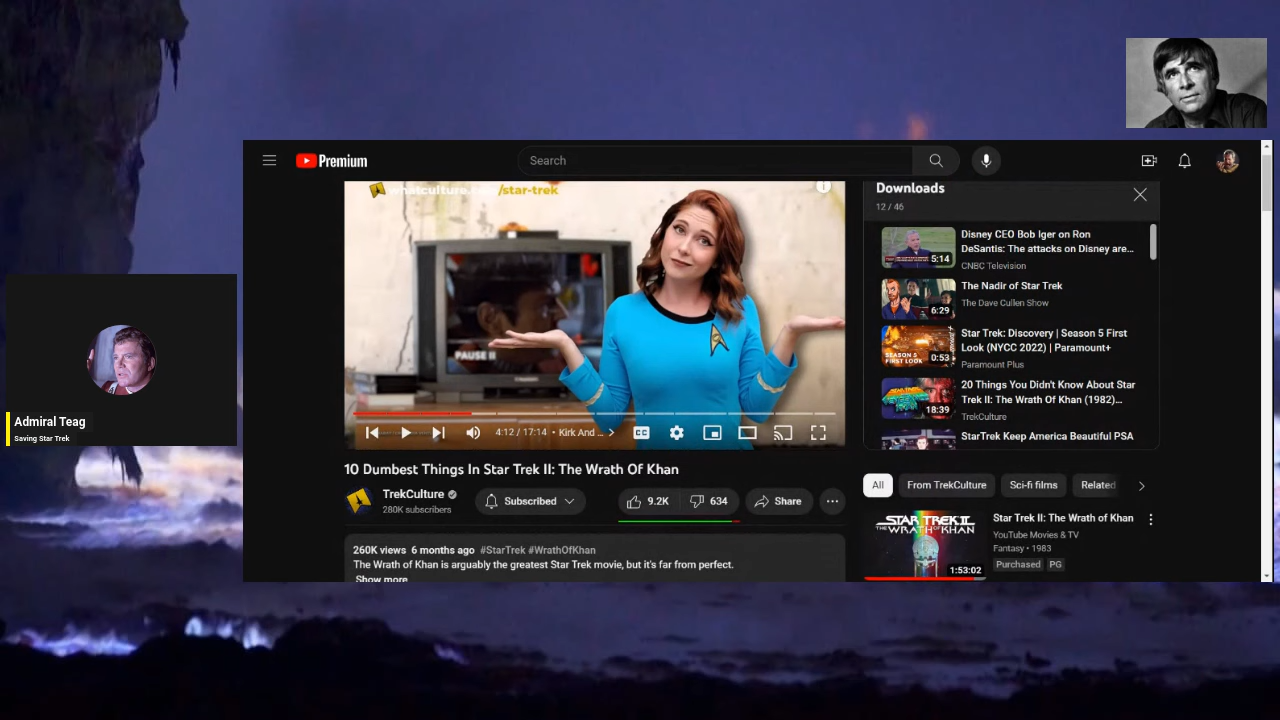 Premium
Search
whatculture.com/star-trek
PAUSE II
4:12 / 17:14 • Kirk And ...
CC
10 Dumbest Things In Star Trek II: The Wrath Of Khan
TrekCulture
280K subscribers
Subscribed
9.2K
634
Share
260K views 6 months ago #StarTrek #WrathOfKhan
The Wrath of Khan is arguably the greatest Star Trek movie, but it's far from perfect.
Show more
Downloads
12 / 46
5:14
Disney CEO Bob Iger on Ron
DeSantis: The attacks on Disney are...
CNBC Television
6:29
The Nadir of Star Trek
The Dave Cullen Show
SEASON 5
FIRST LOOK
0:53
Star Trek: Discovery | Season 5 First
Look (NYCC 2022) | Paramount+
Paramount Plus
18:39
20 Things You Didn't Know About Star
Trek II: The Wrath Of Khan (1982)...
TrekCulture
StarTrek Keep America Beautiful PSA
All
From TrekCulture
Sci-fi films
Related
STAR TREK II
THE WRATH OF KHAN
1:53:02
Star Trek II: The Wrath of Khan
YouTube Movies & TV
Fantasy • 1983
Purchased
PG
Admiral Teag
Saving Star Trek